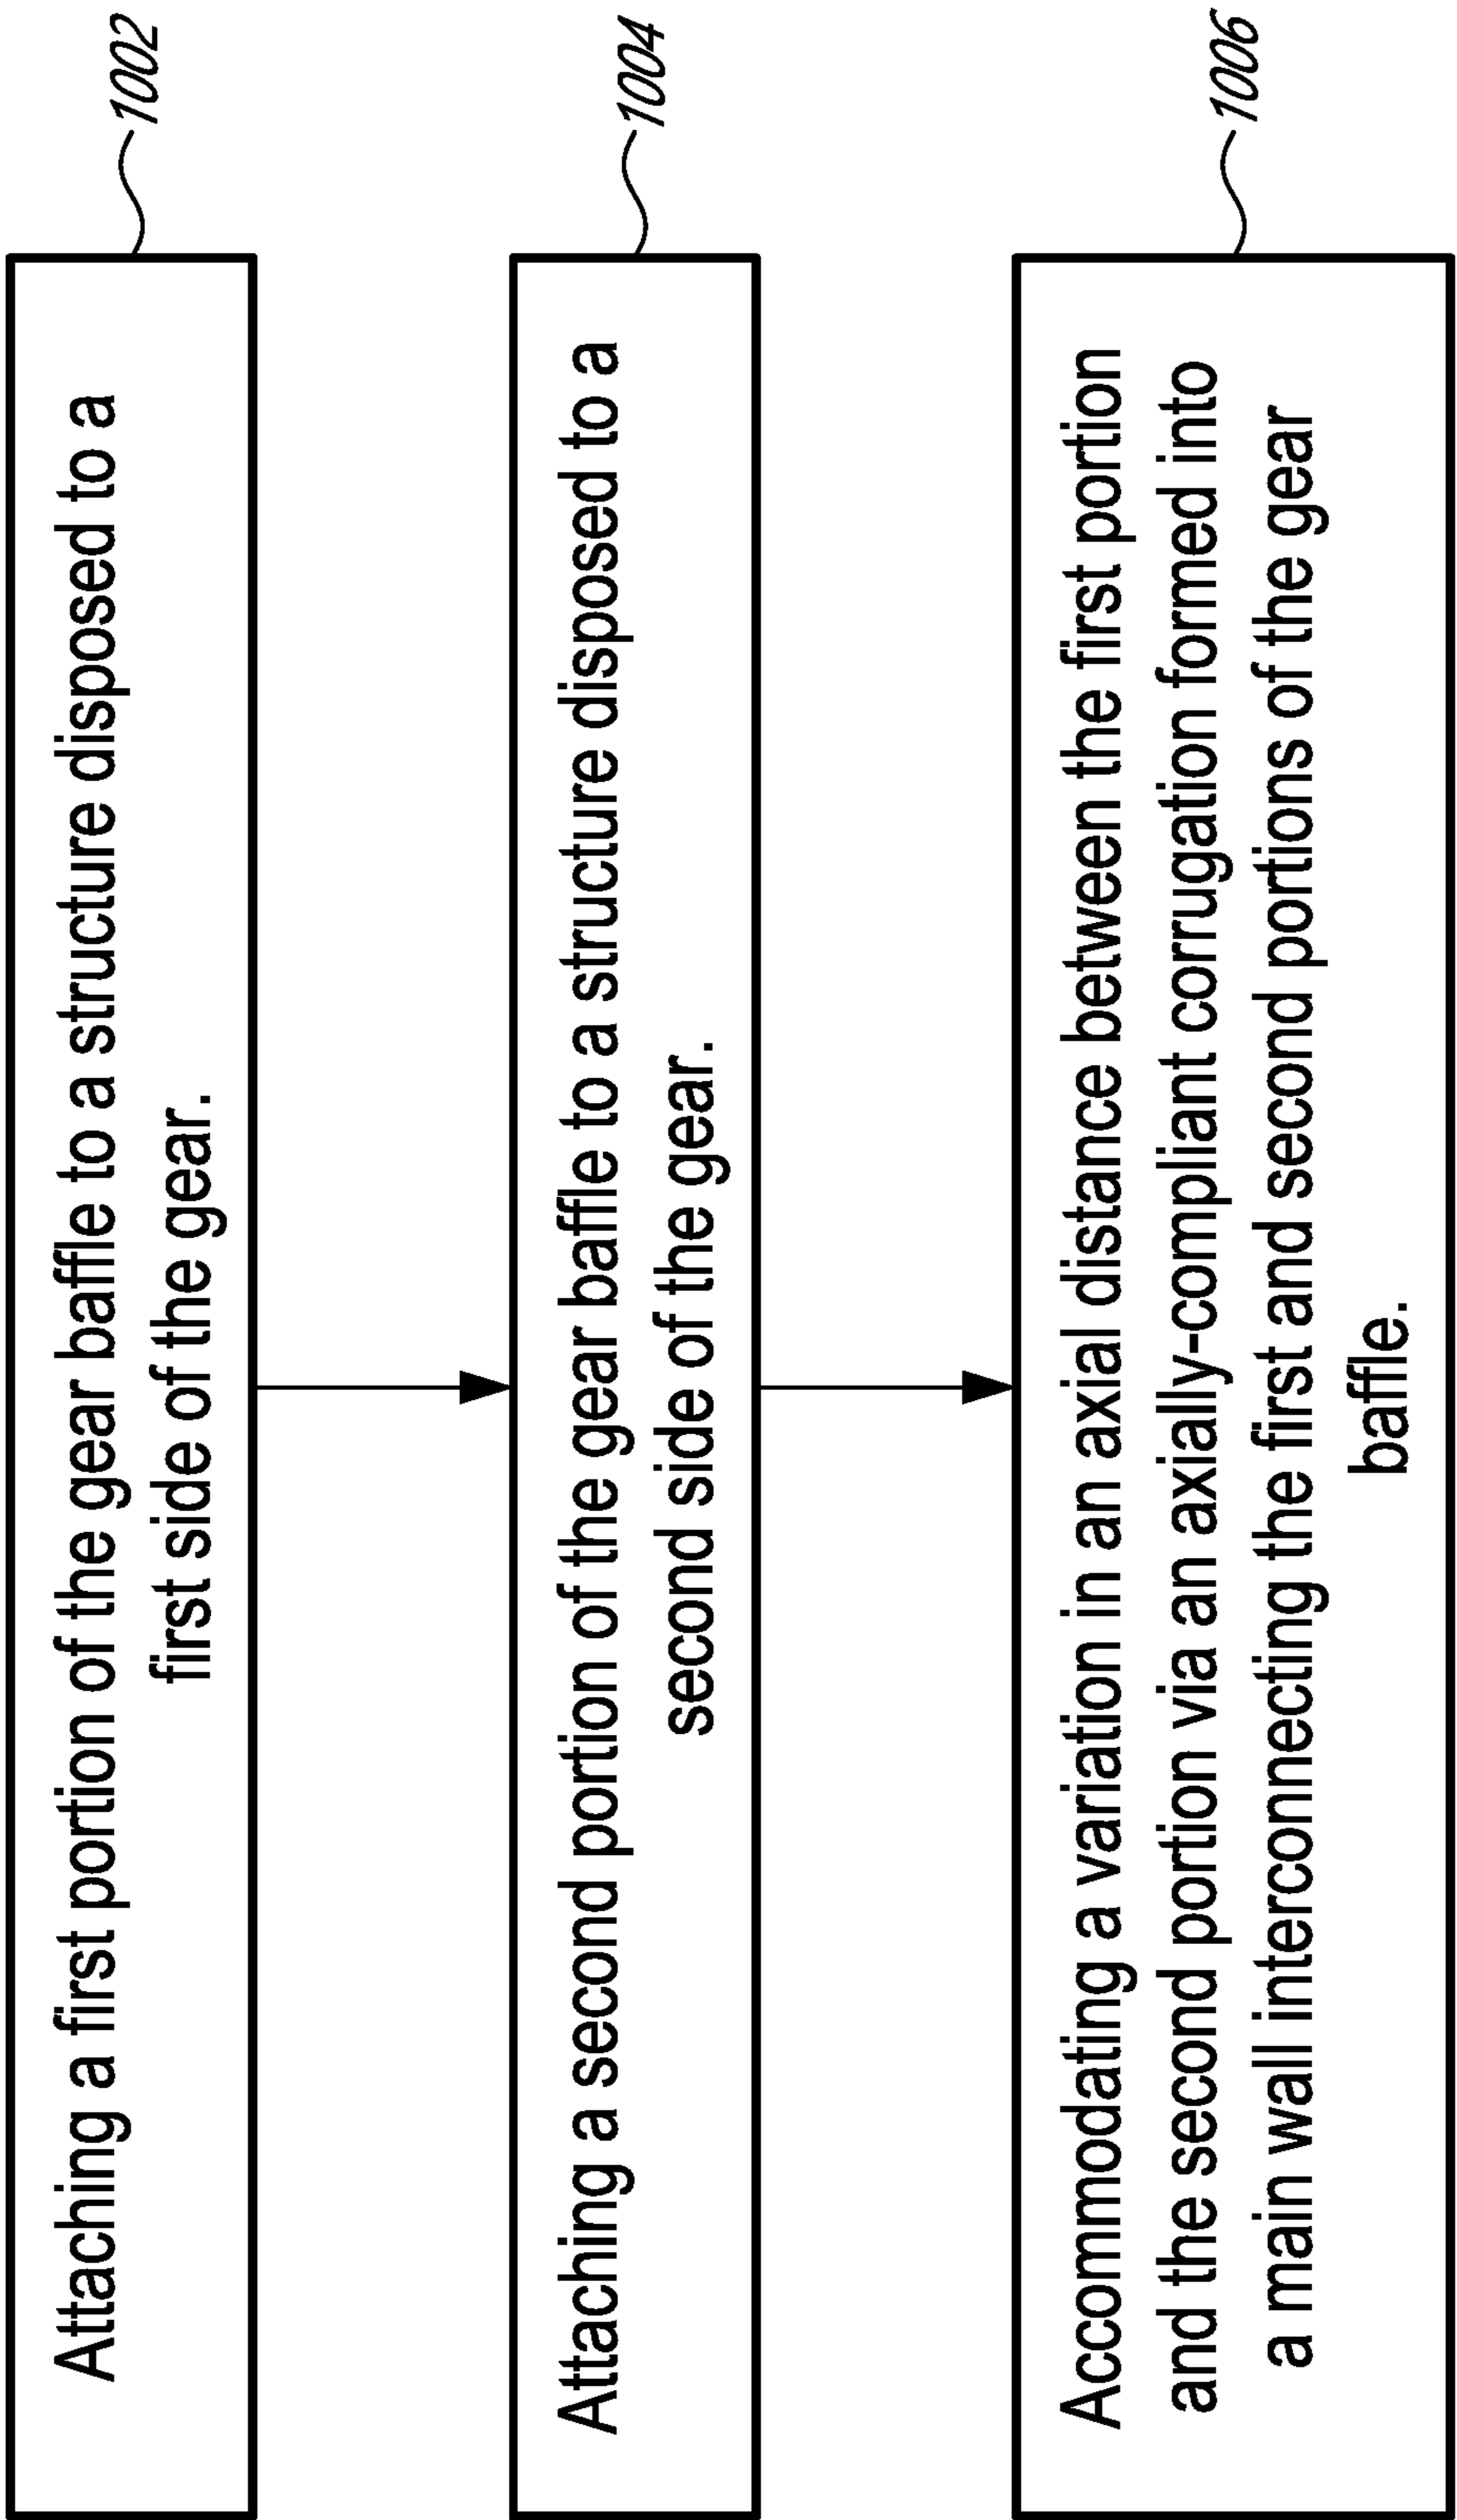 Attaching a first portion of the gear baffle to a structure disposed to a
first side of the gear.
1002
Attaching a second portion of the gear baffle to a structure disposed to a
second side of the gear.
1004
Accommodating a variation in an axial distance between the first portion
and the second portion via an axially-compliant corrugation formed into
a main wall interconnecting the first and second portions of the gear
baffle.
1006